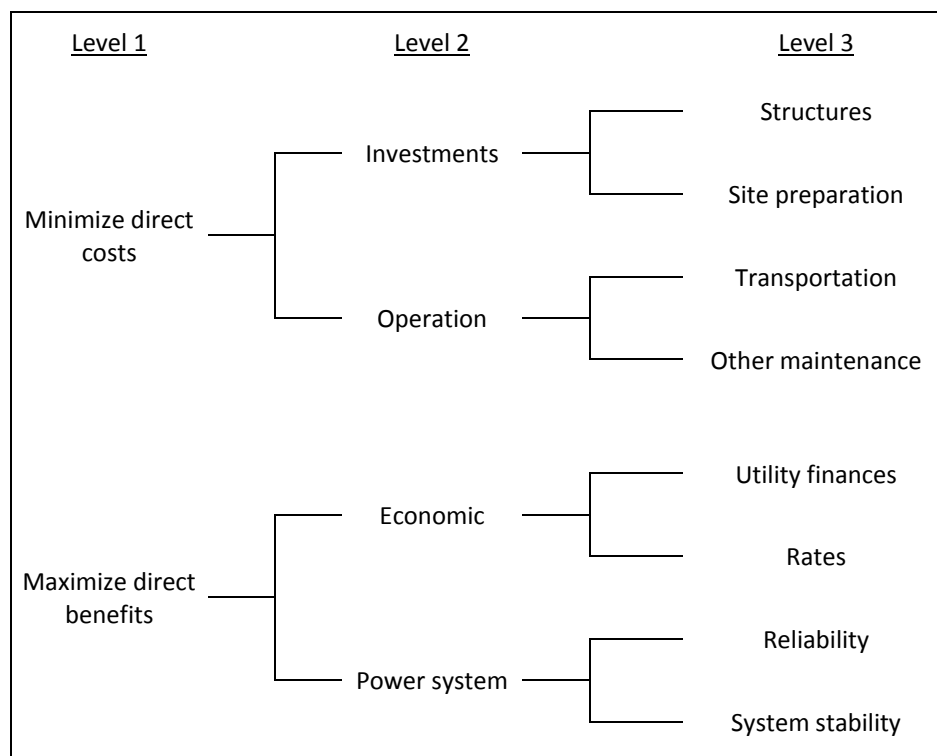 Level 1
Level 2
Level 3
Structures
Investments
Site preparation
Minimize direct
costs
Transportation
Operation
Other maintenance
Utility finances
Economic
Rates
Maximize direct
benefits
Reliability
Power system
System stability